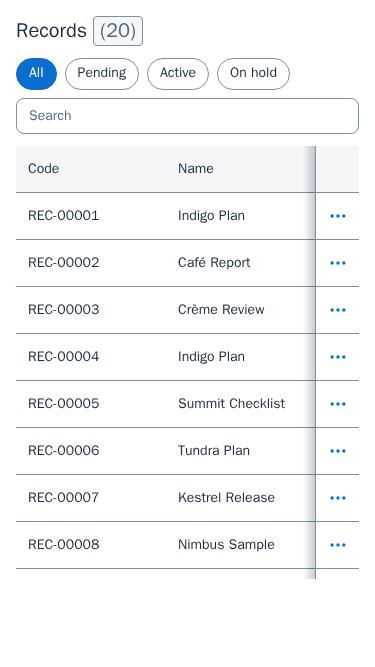 Records (20)
All Pending Active On hold
Search
Code Name
REC-00001 Indigo Plan
REC-00002 Café Report
REC-00003 Crème Review
REC-00004 Indigo Plan
REC-00005 Summit Checklist
REC-00006 Tundra Plan
REC-00007 Kestrel Release
REC-00008 Nimbus Sample